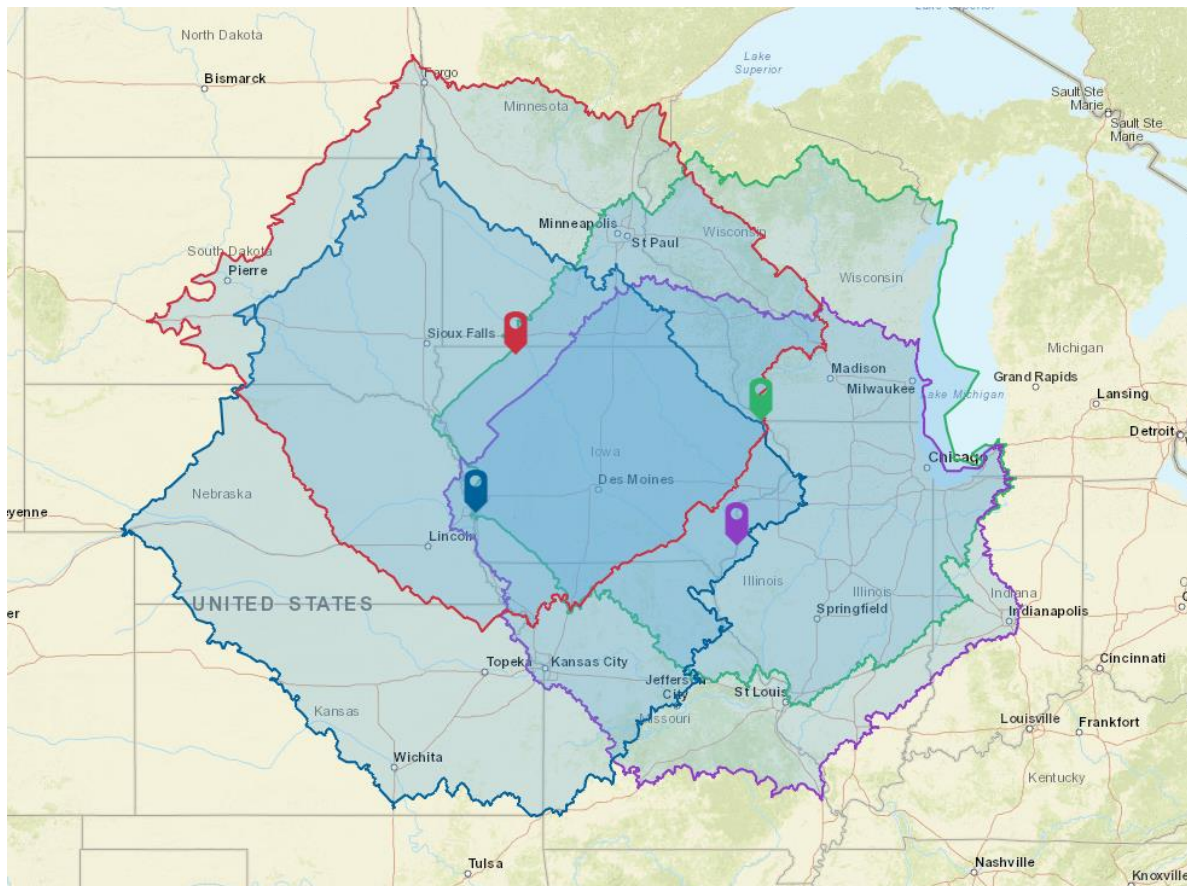 Lake Superior
North Dakota
Fargo
Bismarck
Minnesota
Lake
Superior
Sault Ste
Marie
Sault Ste
Marie
Minneapolis
St Paul
Wisconsin
South Dakota
Pierre
Wisconsin
Sioux Falls
Michigan
Madison
Milwaukee
Grand Rapids
Lake Michigan
Lansing
Detroit
Iowa
Chicago
Des Moines
Nebraska
eyenne
Lincoln
Illinois
UNITED STATES
Illinois
Indiana
Springfield
Indianapolis
Topeka
Kansas City
Cincinnati
Jefferson
City
St Louis
Kansas
Missouri
Louisville
Frankfort
Wichita
Kentucky
Tulsa
Nashville
Knoxville